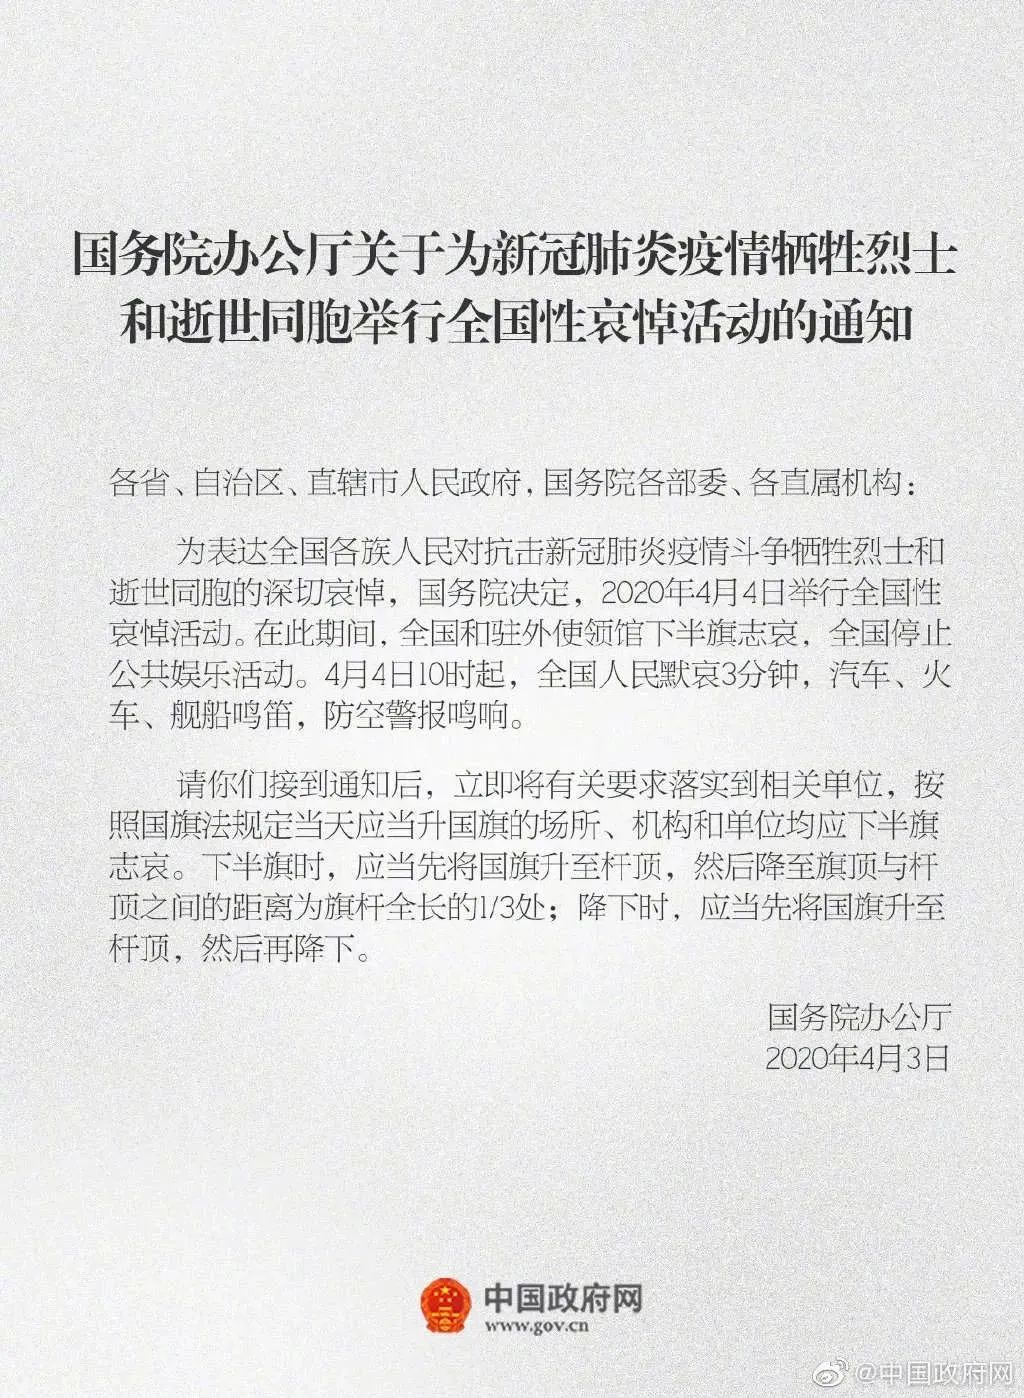 国务院办公厅关于为新冠肺炎疫情牺牲烈士
和逝世同胞举行全国性哀悼活动的通知
各省、自治区、直辖市人民政府，国务院各部委、各直属机构：
为表达全国各族人民对抗击新冠肺炎疫情斗争牺牲烈士和
逝世同胞的深切哀悼，国务院决定，2020年4月4日举行全国性
哀悼活动。在此期间，全国和驻外使领馆下半旗志哀，全国停止
公共娱乐活动。4月4日10时起，全国人民默哀3分钟，汽车、火
车、舰船鸣笛，防空警报鸣响。
请你们接到通知后，立即将有关要求落实到相关单位，按
照国旗法规定当天应当升国旗的场所、机构和单位均应下半旗
志哀。下半旗时，应当先将国旗升至杆顶，然后降至旗顶与杆
顶之间的距离为旗杆全长的1/3处；降下时，应当先将国旗升至
杆顶，然后再降下。
国务院办公厅
2020年4月3日
中国政府网
www.gov.cn
@中国政府网